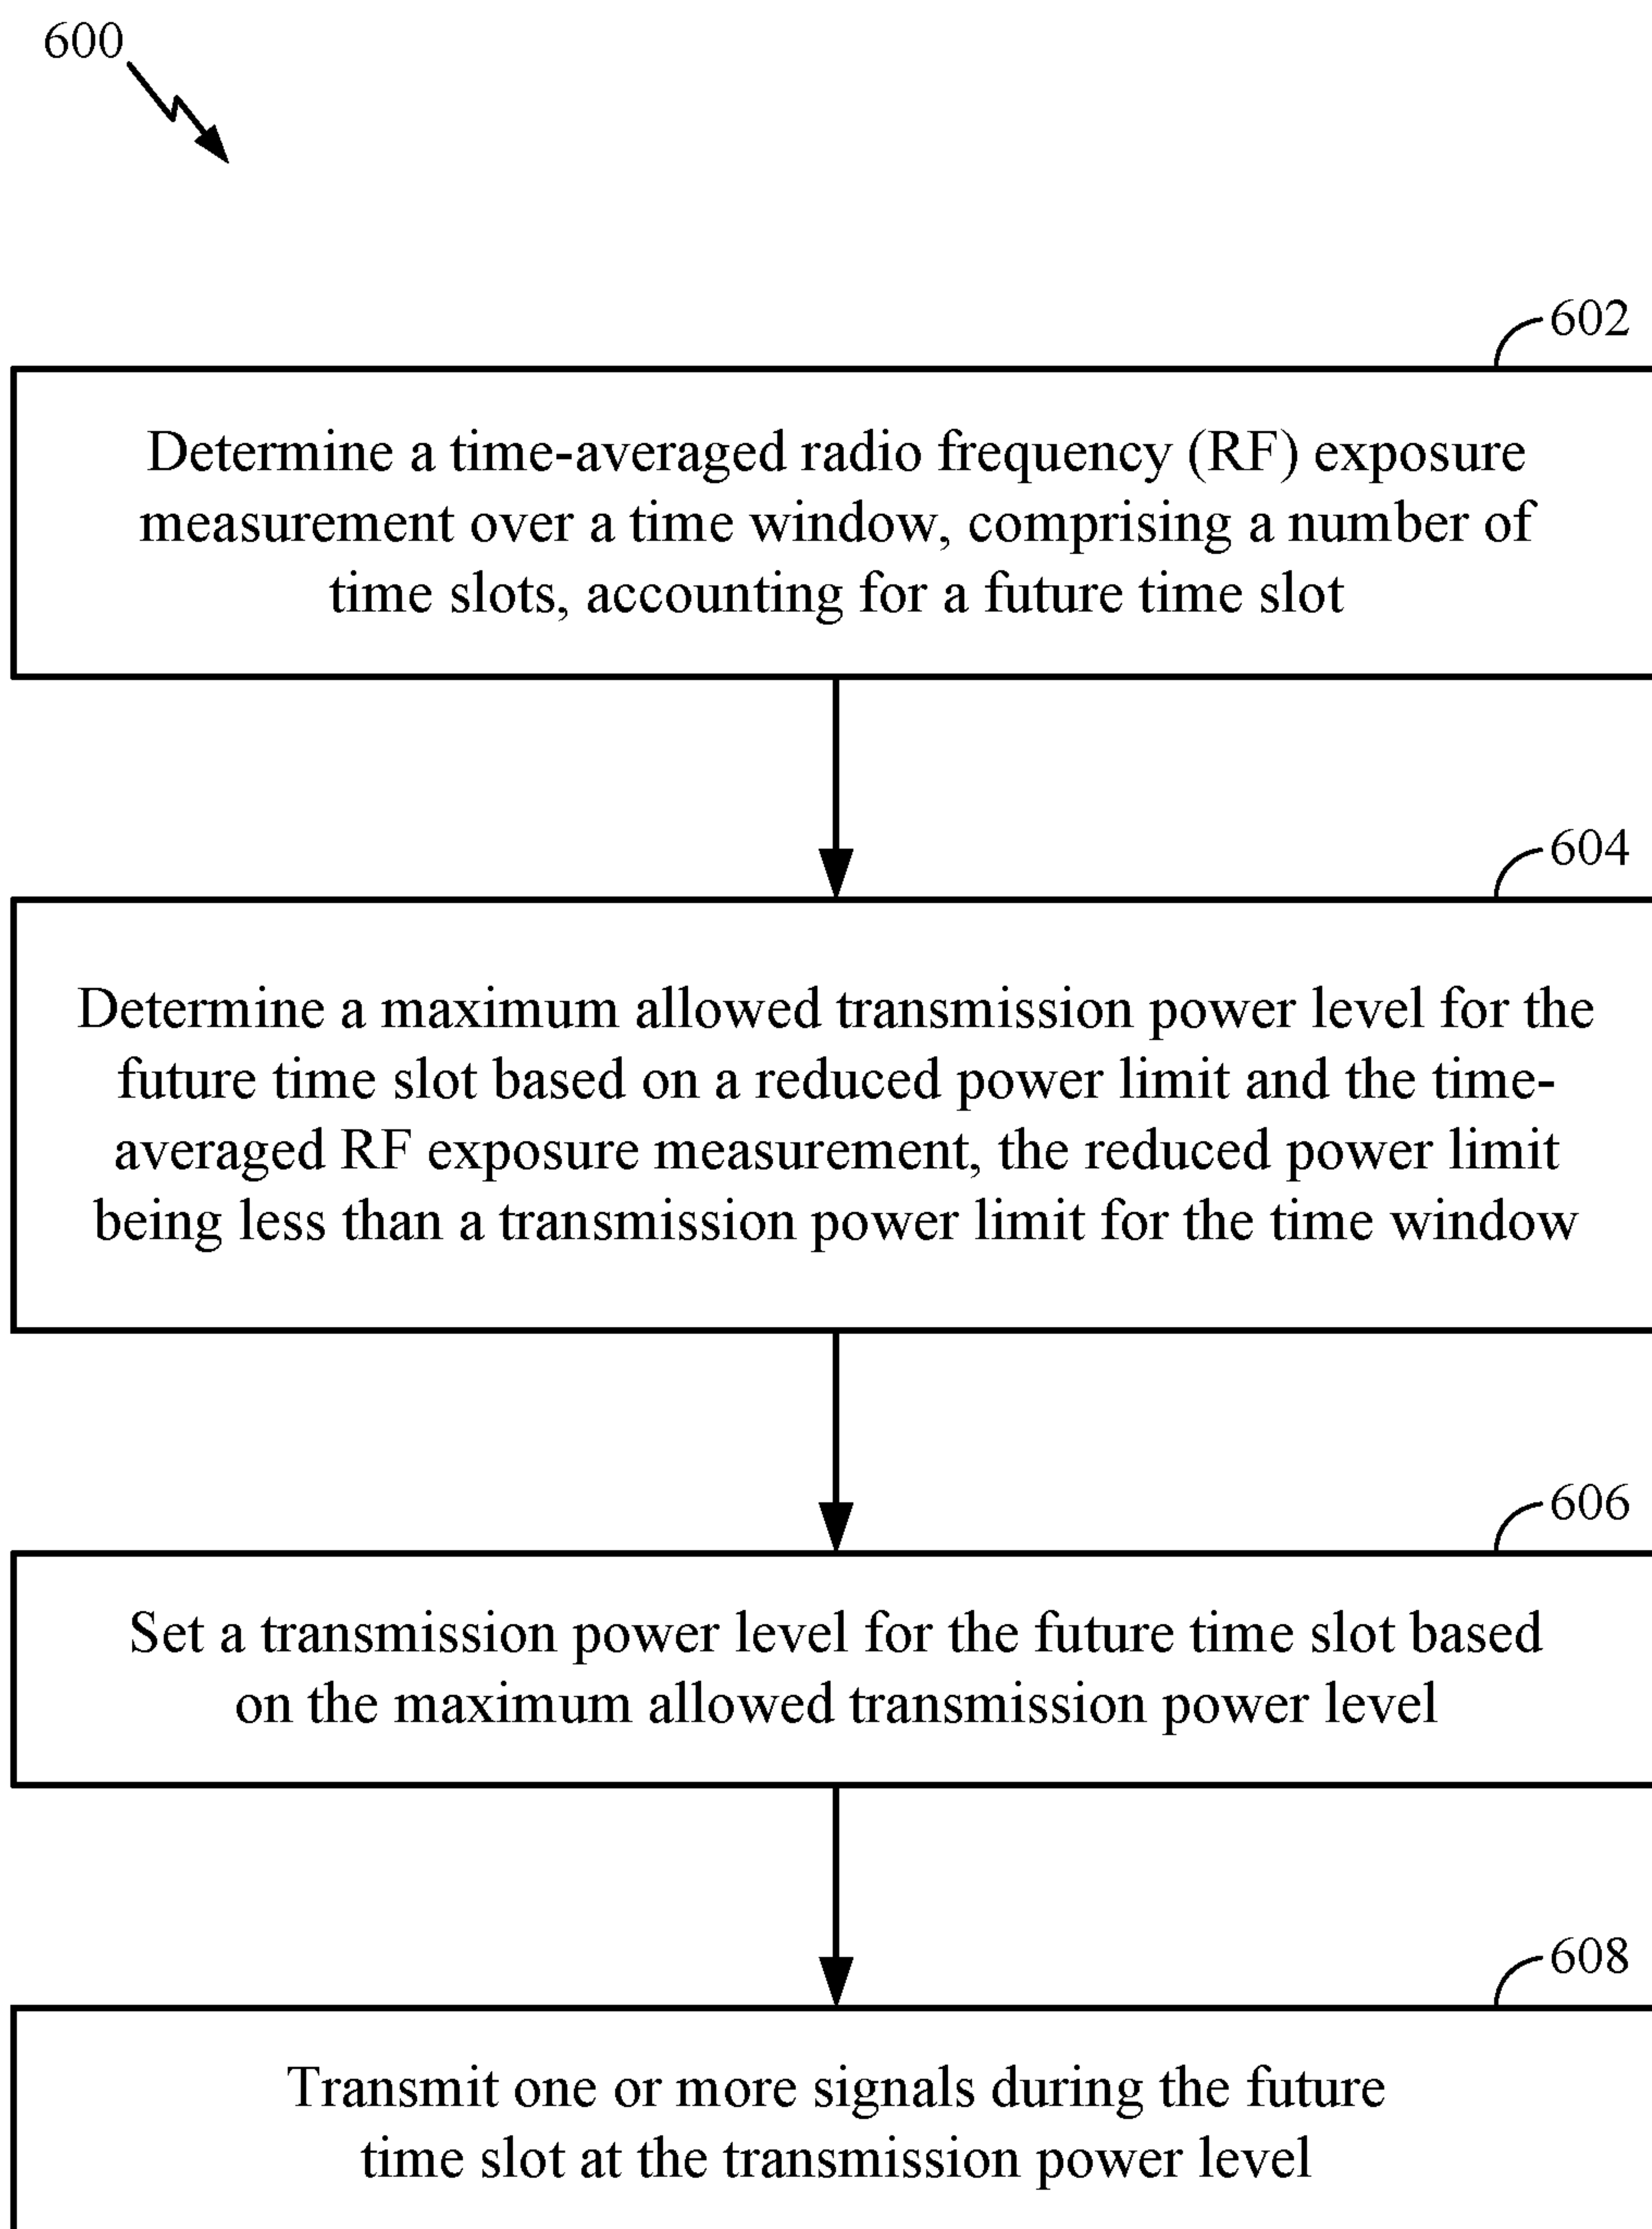 600
602
Determine a time-averaged radio frequency (RF) exposure
measurement over a time window, comprising a number of
time slots, accounting for a future time slot
604
Determine a maximum allowed transmission power level for the
future time slot based on a reduced power limit and the time-
averaged RF exposure measurement, the reduced power limit
being less than a transmission power limit for the time window
606
Set a transmission power level for the future time slot based
on the maximum allowed transmission power level
608
Transmit one or more signals during the future
time slot at the transmission power level